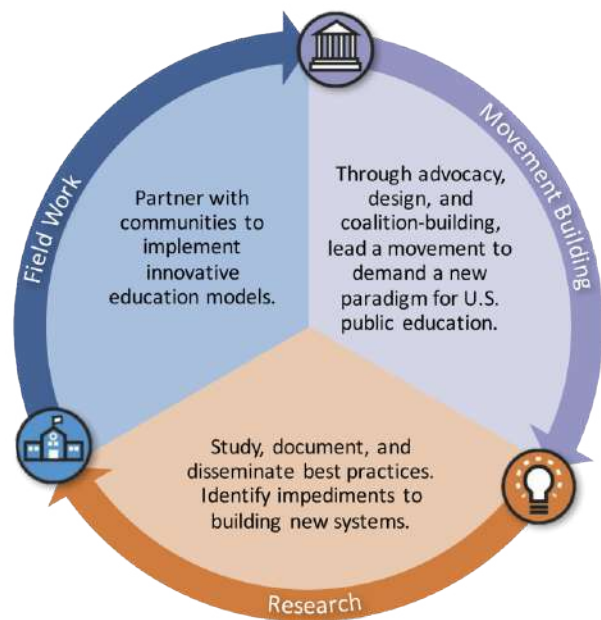 Field Work
Partner with
communities to
implement
innovative
education models.
Movement Building
Through advocacy,
design, and
coalition-building,
lead a movement to
demand a new
paradigm for U.S.
public education.
Study, document, and
disseminate best practices.
Identify impediments to
building new systems.
Research